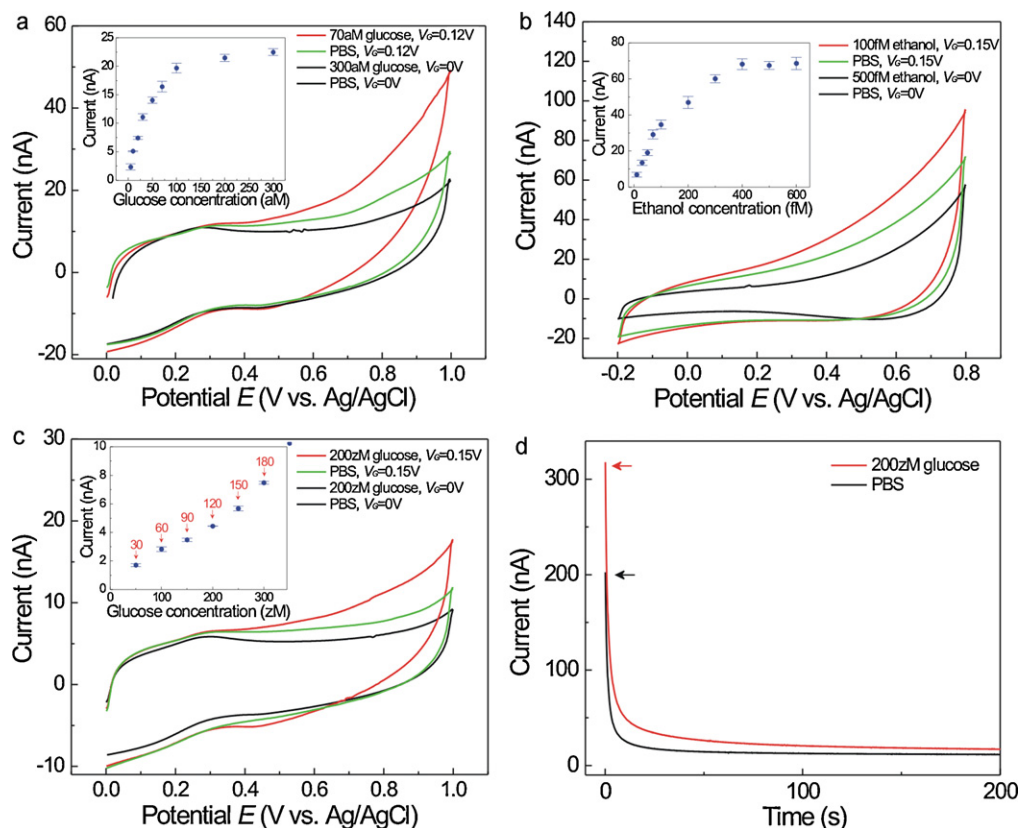 a
60
40
20
0
-20
Current (nA)
0.0 0.2 0.4 0.6 0.8 1.0
Potential E (V vs. Ag/AgCl)
70aM glucose, VG=0.12V
PBS, VG=0.12V
300aM glucose, VG=0V
PBS, VG=0V
25
20
15
10
5
0
Current (nA)
0 50 100 150 200 250 300
Glucose concentration (aM)
b
140
120
100
80
60
40
20
0
-20
Current (nA)
-0.2 0.0 0.2 0.4 0.6 0.8
Potential E (V vs. Ag/AgCl)
100fM ethanol, VG=0.15V
PBS, VG=0.15V
500fM ethanol, VG=0V
PBS, VG=0V
80
60
40
20
0
Current (nA)
0 200 400 600
Ethanol concentration (fM)
c
30
20
10
0
-10
Current (nA)
0.0 0.2 0.4 0.6 0.8 1.0
Potential E (V vs. Ag/AgCl)
200zM glucose, VG=0.15V
PBS, VG=0.15V
200zM glucose, VG=0V
PBS, VG=0V
10
8
6
4
2
0
Current (nA)
30
60
90
120
150
180
0 100 200 300
Glucose concentration (zM)
d
300
200
100
0
Current (nA)
0 50 100 150 200
Time (s)
200zM glucose
PBS